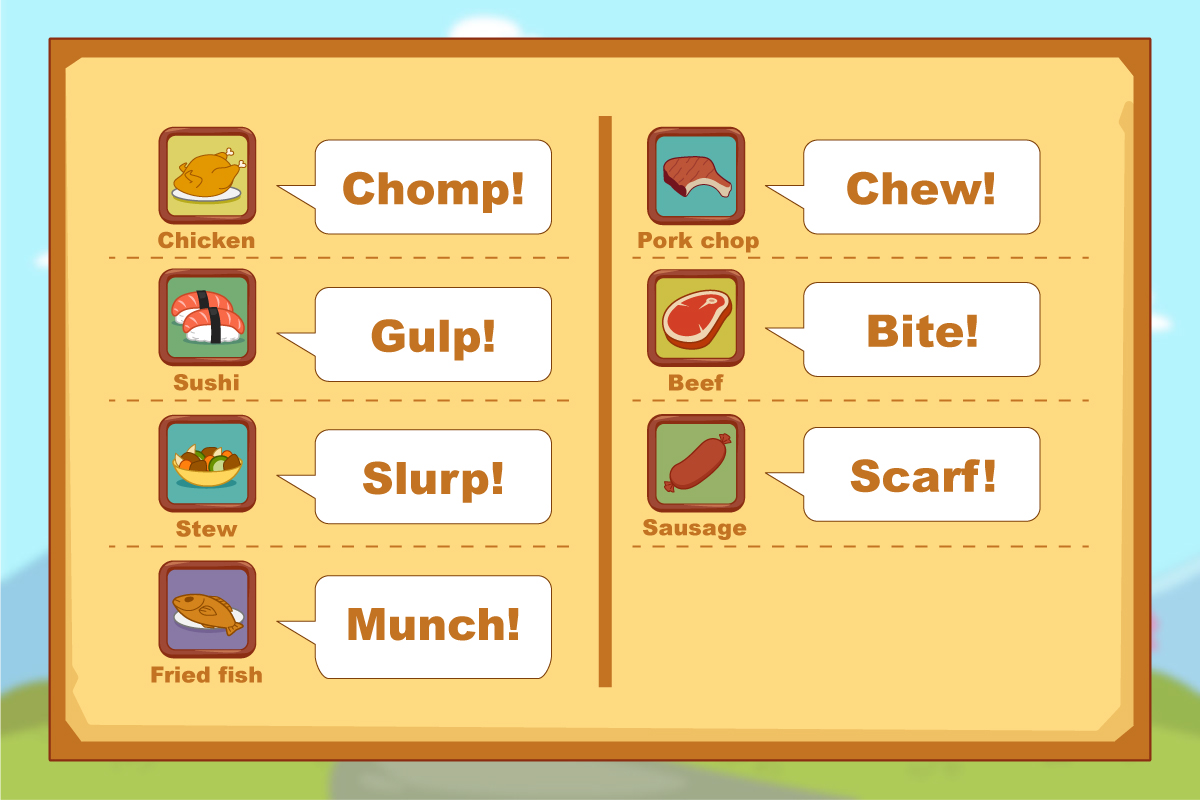 Chomp!
Chicken
Gulp!
Sushi
Slurp!
Stew
Munch!
Fried fish
Chew!
Pork chop
Bite!
Beef
Scarf!
Sausage